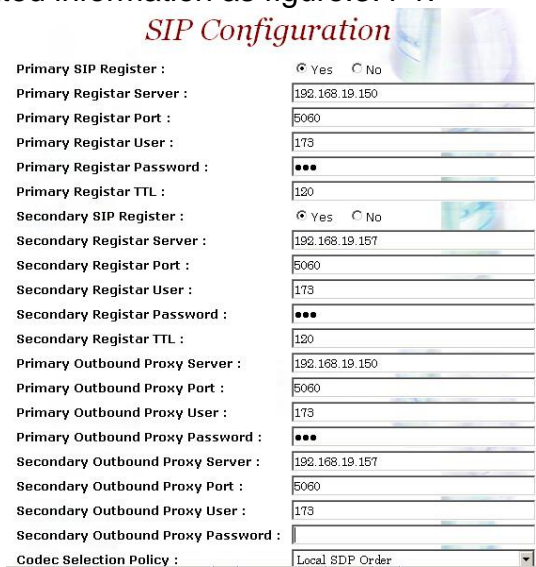 information as figure
SIP Configuration
Primary SIP Register : Yes No
Primary Registar Server : 192.168.19.150
Primary Registar Port : 5060
Primary Registar User : 173
Primary Registar Password : ●●●
Primary Registar TTL : 120
Secondary SIP Register : Yes No
Secondary Registar Server : 192.168.19.157
Secondary Registar Port : 5060
Secondary Registar User : 173
Secondary Registar Password : ●●●
Secondary Registar TTL : 120
Primary Outbound Proxy Server : 192.168.19.150
Primary Outbound Proxy Port : 5060
Primary Outbound Proxy User : 173
Primary Outbound Proxy Password : ●●●
Secondary Outbound Proxy Server : 192.168.19.157
Secondary Outbound Proxy Port : 5060
Secondary Outbound Proxy User : 173
Secondary Outbound Proxy Password :
Codec Selection Policy : Local SDP Order